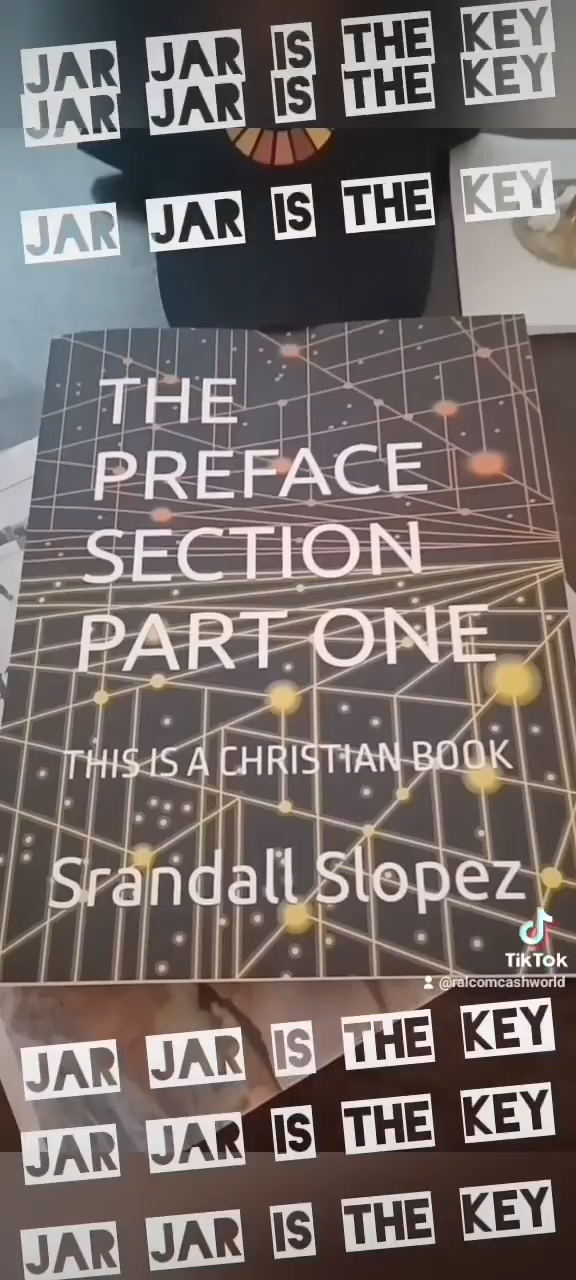 JAR JAR IS THE KEY
JAR JAR IS THE KEY
JAR JAR IS THE KEY
THE
PREFACE
SECTION
PART ONE
THIS IS A CHRISTIAN BOOK
Srandall Slopez
TikTok
@ralcomcashworld
JAR JAR IS THE KEY
JAR JAR IS THE KEY
JAR JAR IS THE KEY